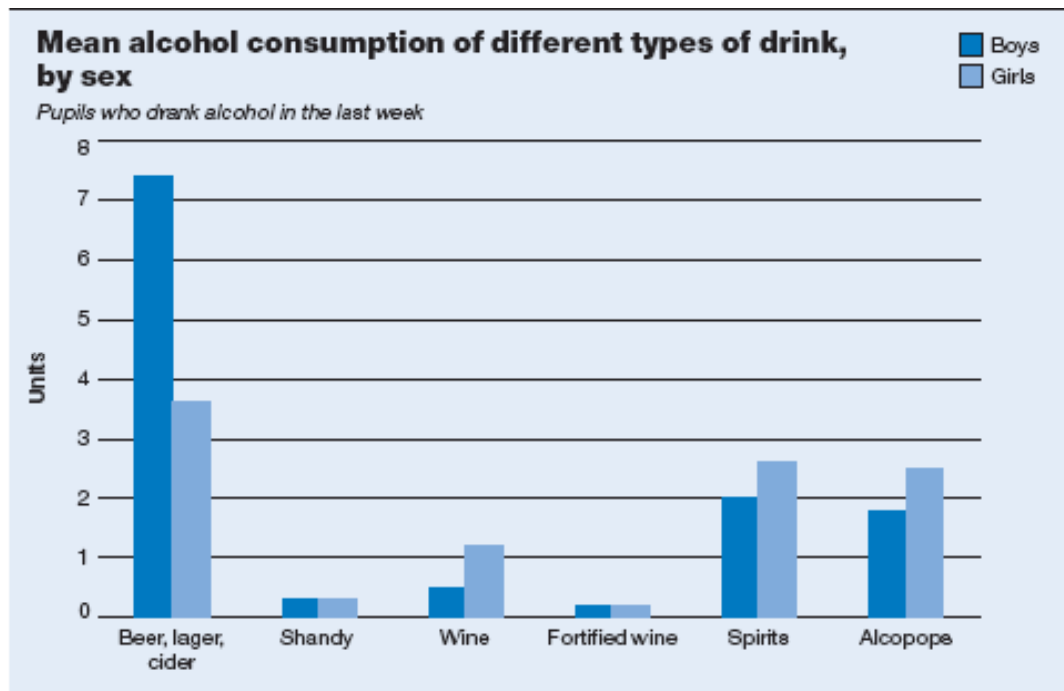 Mean alcohol consumption of different types of drink,
by sex
Pupils who drank alcohol in the last week
Boys
Girls
Units
8
7
6
5
4
3
2
1
0
Beer, lager,
cider
Shandy
Wine
Fortified wine
Spirits
Alcopops